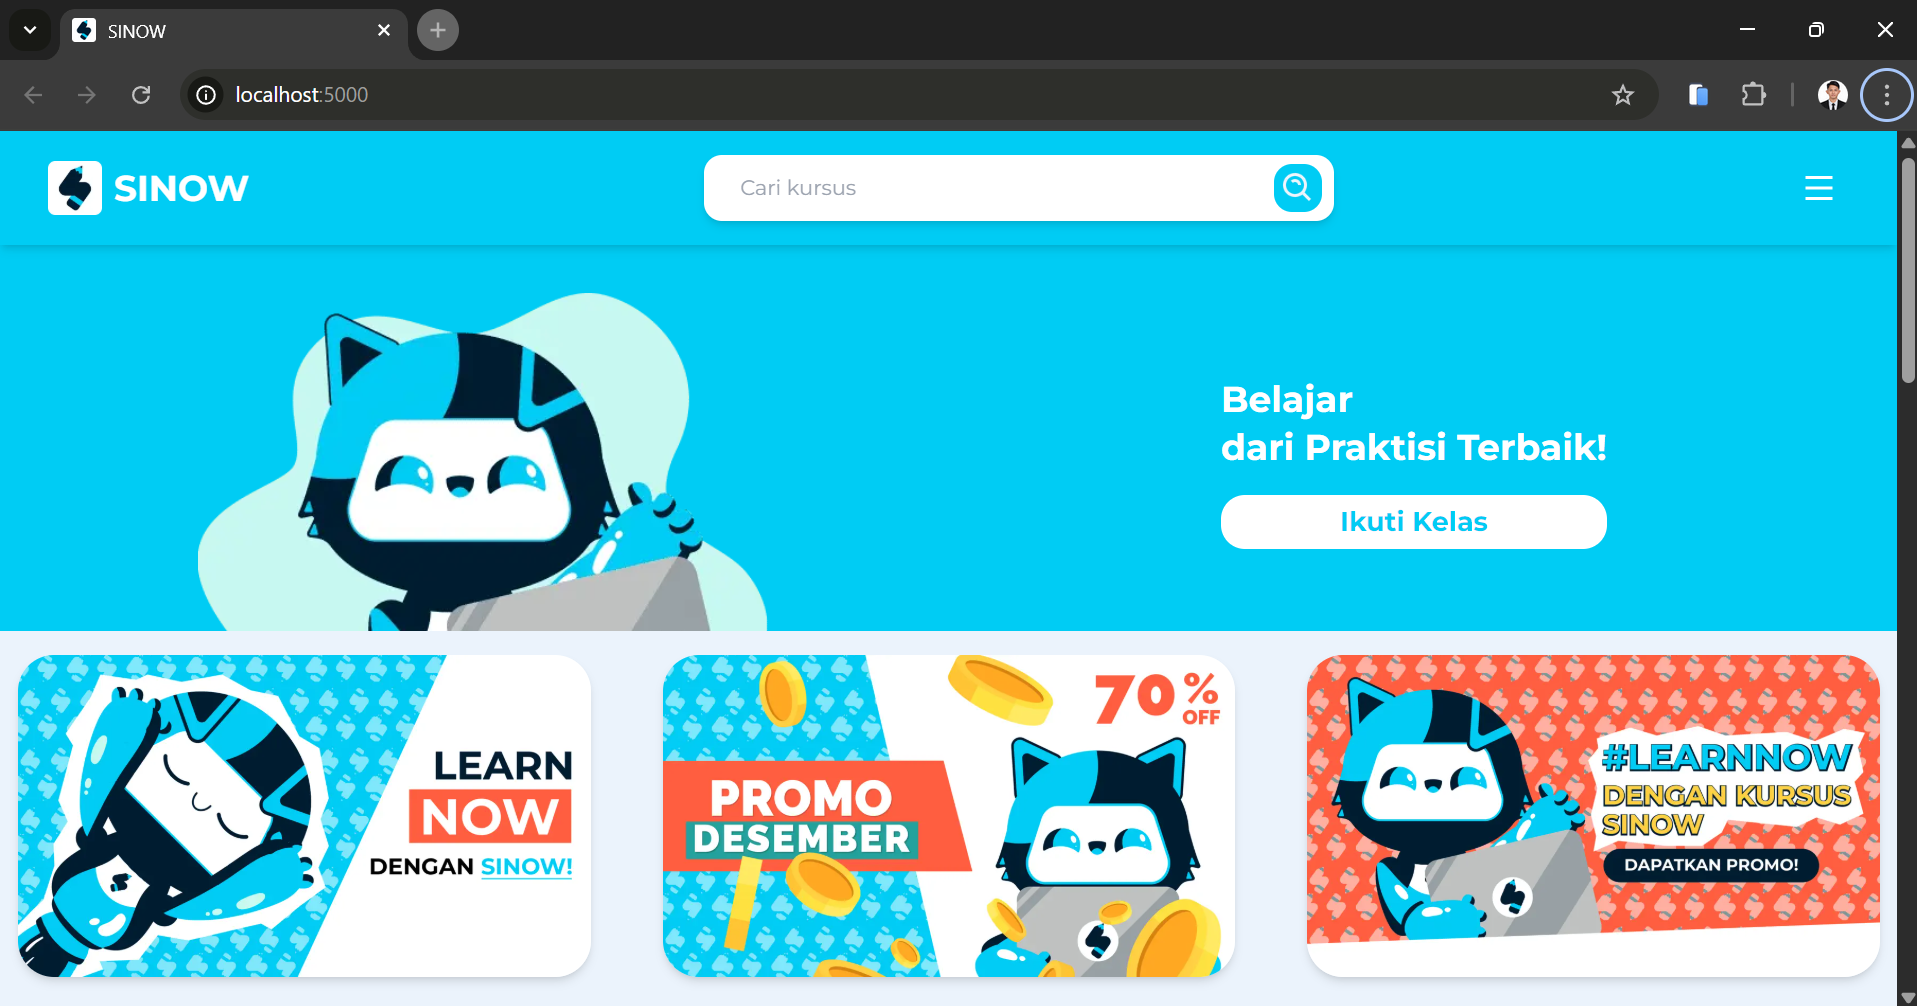 SINOW
localhost:5000
SINOW
Cari kursus
Belajar
dari Praktisi Terbaik!
Ikuti Kelas
LEARN
NOW
DENGAN SINOW!
70%
OFF
PROMO
DESEMBER
#LEARNNOW
DENGAN KURSUS
SINOW
DAPATKAN PROMO!